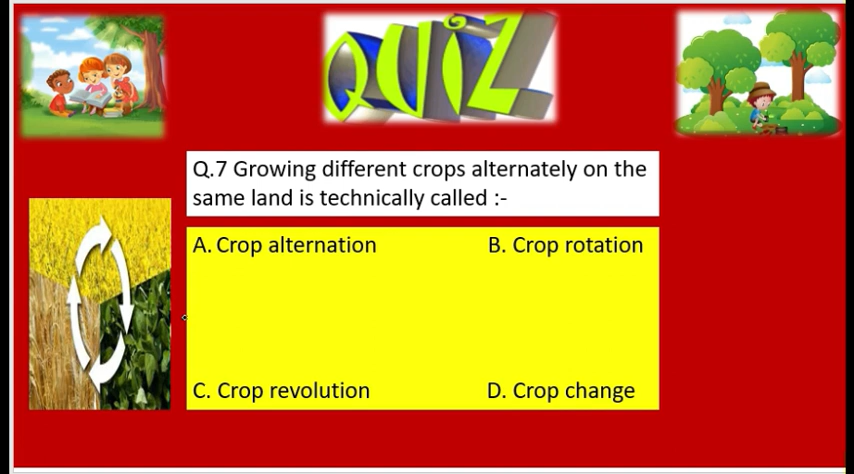 QUiZ
Q.7 Growing different crops alternately on the
same land is technically called :-
A. Crop alternation B. Crop rotation
C. Crop revolution D. Crop change